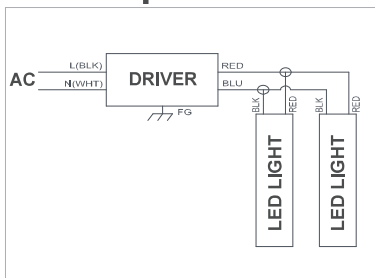 L(BLK)
AC
N(WHT)
DRIVER
RED
BLU
FG
BLK
RED
BLK
RED
LED LIGHT
LED LIGHT